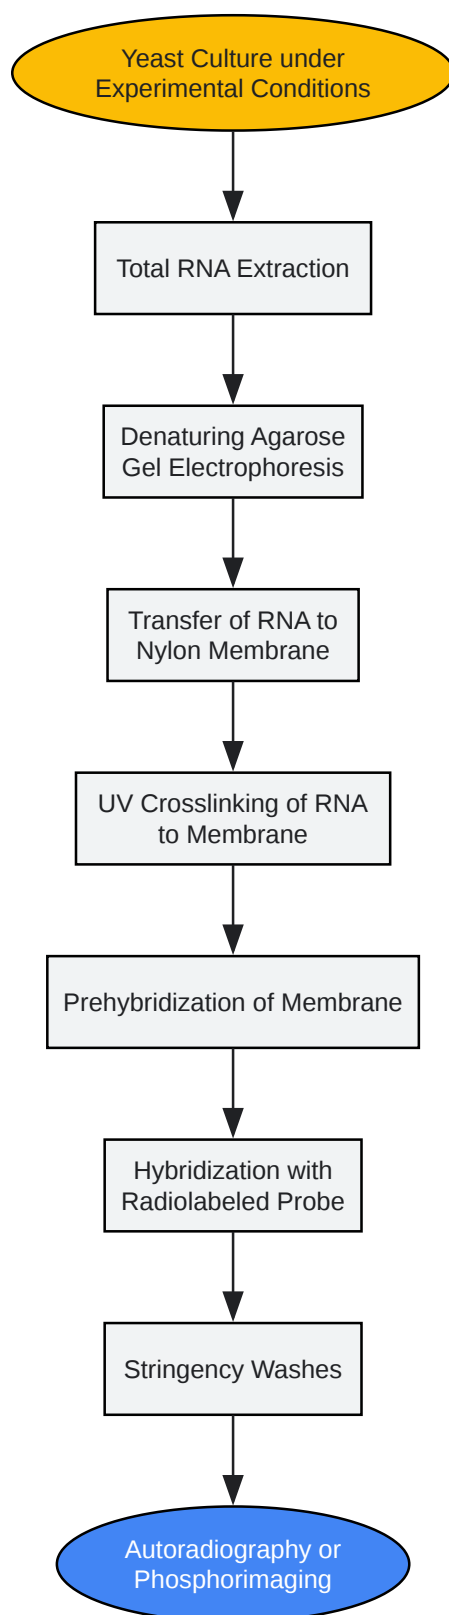 Yeast Culture under
Experimental Conditions
Total RNA Extraction
Denaturing Agarose
Gel Electrophoresis
Transfer of RNA to
Nylon Membrane
UV Crosslinking of RNA
to Membrane
Prehybridization of Membrane
Hybridization with
Radiolabeled Probe
Stringency Washes
Autoradiography or
Phosphorimaging